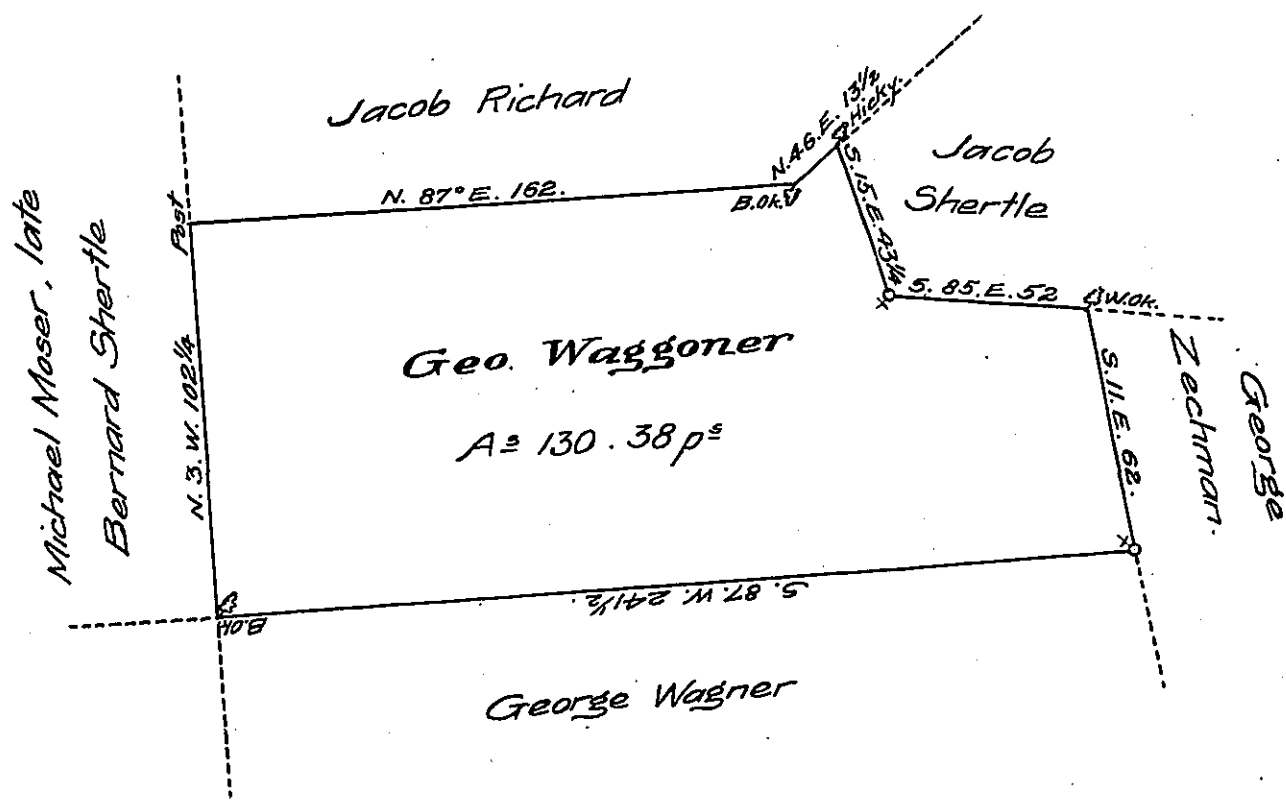 Jacob Richard
N. 87° E. 162.
B.Ok.
N.46.E. 13½
Hicky.
Jacob
Shertle
S.15.E.43¼
X
S. 85.E.52
W.Ok.
S.11.E. 62.
George
Zechman.
X
Michael Moser, late
Bernard Shertle
Post
N. 3. W. 102¼
Geo. Waggoner
As 130.38 ps
S. 87. W. 241½.
B.OK
George Wagner